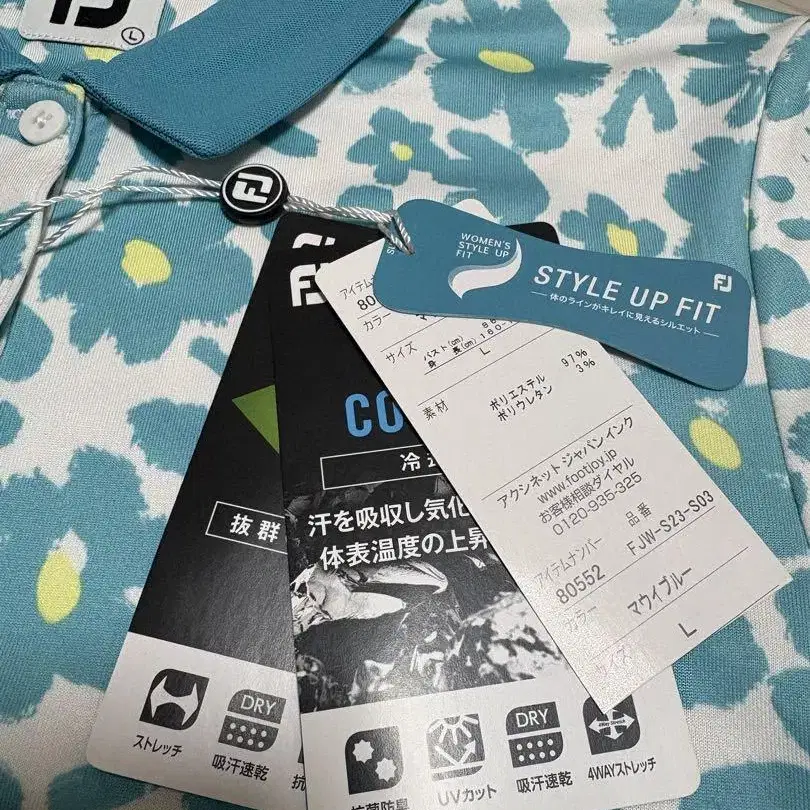 FJ
L
FJ
WOMEN'S
STYLE UP
FIT
FJ
STYLE UP FIT
体のラインがキレイに見えるシルエット
カラー
サイズ
バスト(cm)
身 長(cm)
L
素材
ポリエステル 97%
ポリウレタン 3%
アクシネット ジャパン インク
www.footjoy.jp
お客様相談ダイヤル
0120-935-325
アイテムナンバー 品番
80552 FJW-S23-S03
カラー マウイブルー
サイズ L
抜群
汗を吸収し気化
体表温度の上昇
ストレッチ
DRY
吸汗速乾
抗菌防臭
UVカット
DRY
吸汗速乾
4WAYストレッチ